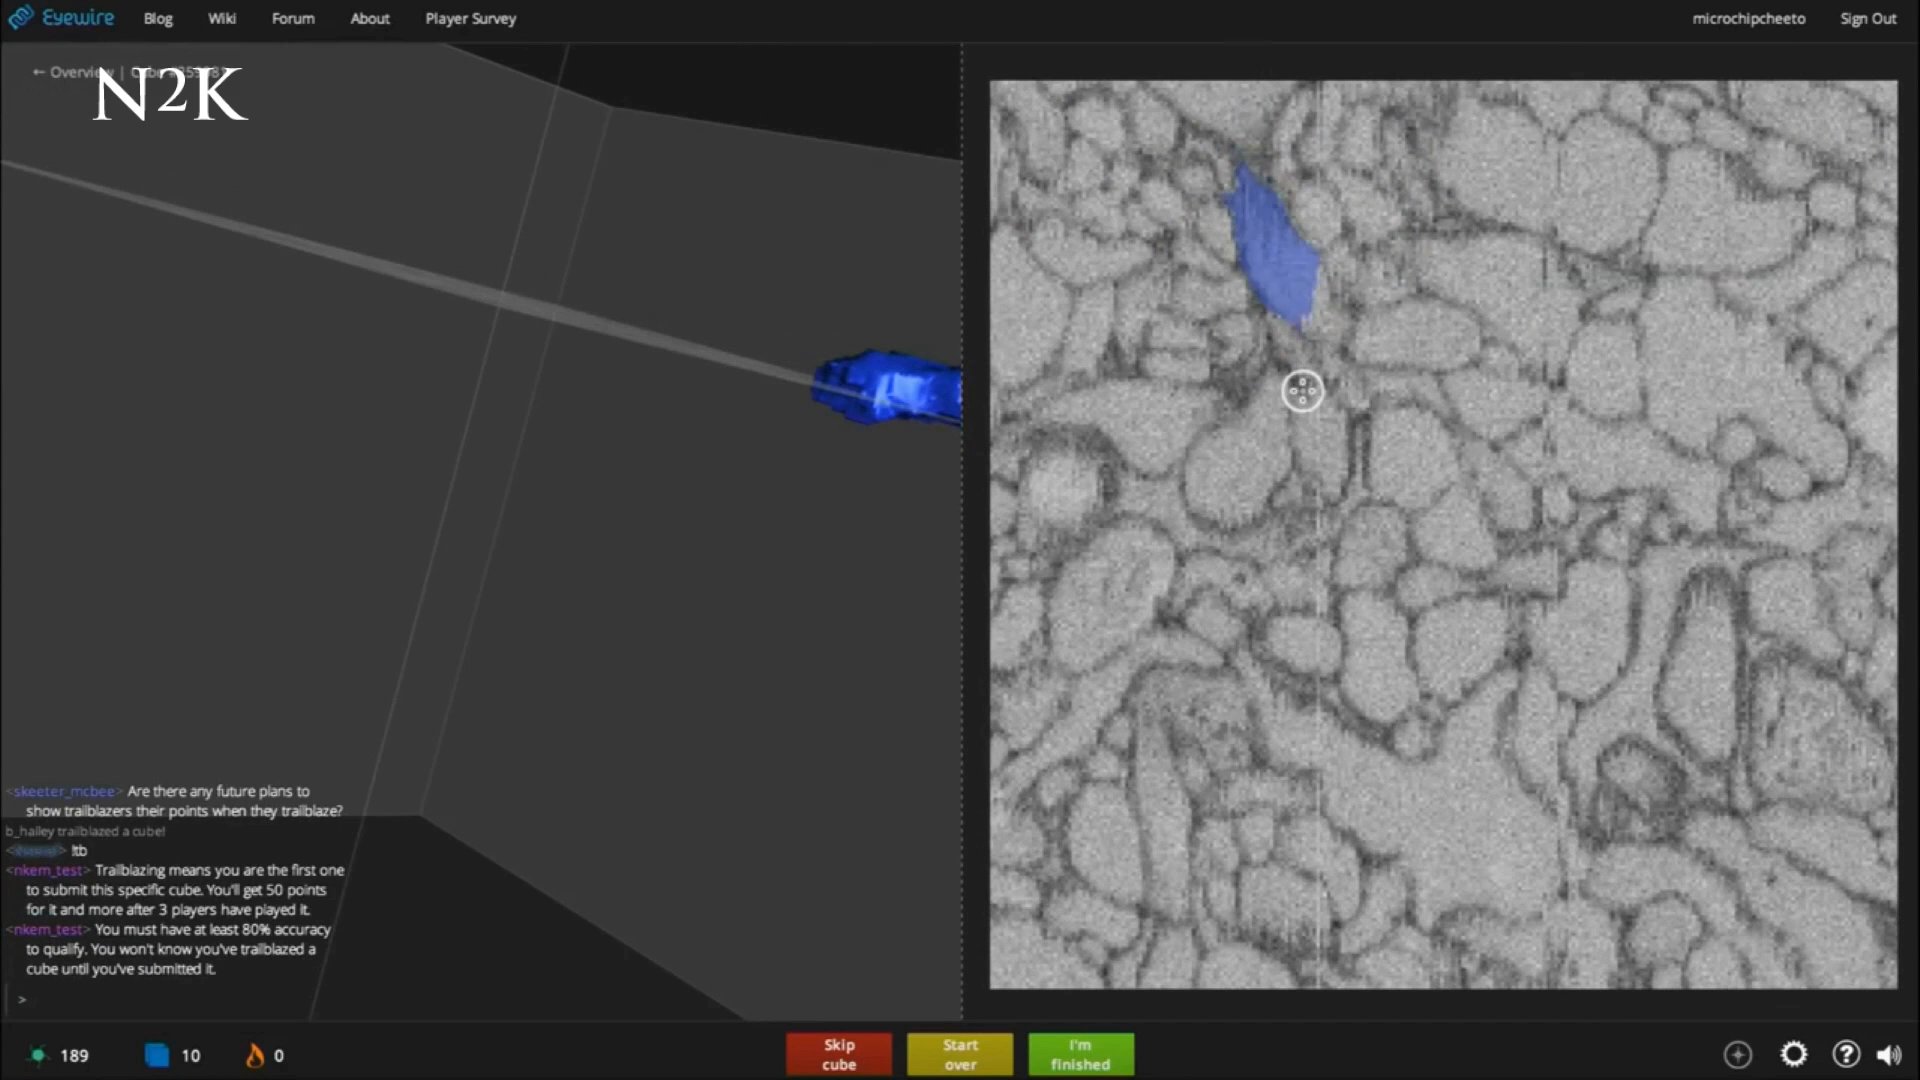 Eyewire Blog Wiki Forum About Player Survey microchipcheeto Sign Out
← Overview | Cube
N2K
<skeeter_mcbee> Are there any future plans to
show trailblazers their points when they trailblaze?
b_hailey trailblazed a cube!
!tb
<nkem_test> Trailblazing means you are the first one
to submit this specific cube. You'll get 50 points
for it and more after 3 players have played it.
<nkem_test> You must have at least 80% accuracy
to qualify. You won't know you've trailblazed a
cube until you've submitted it.
>
189 10 0
Skip
cube
Start
over
I'm
finished